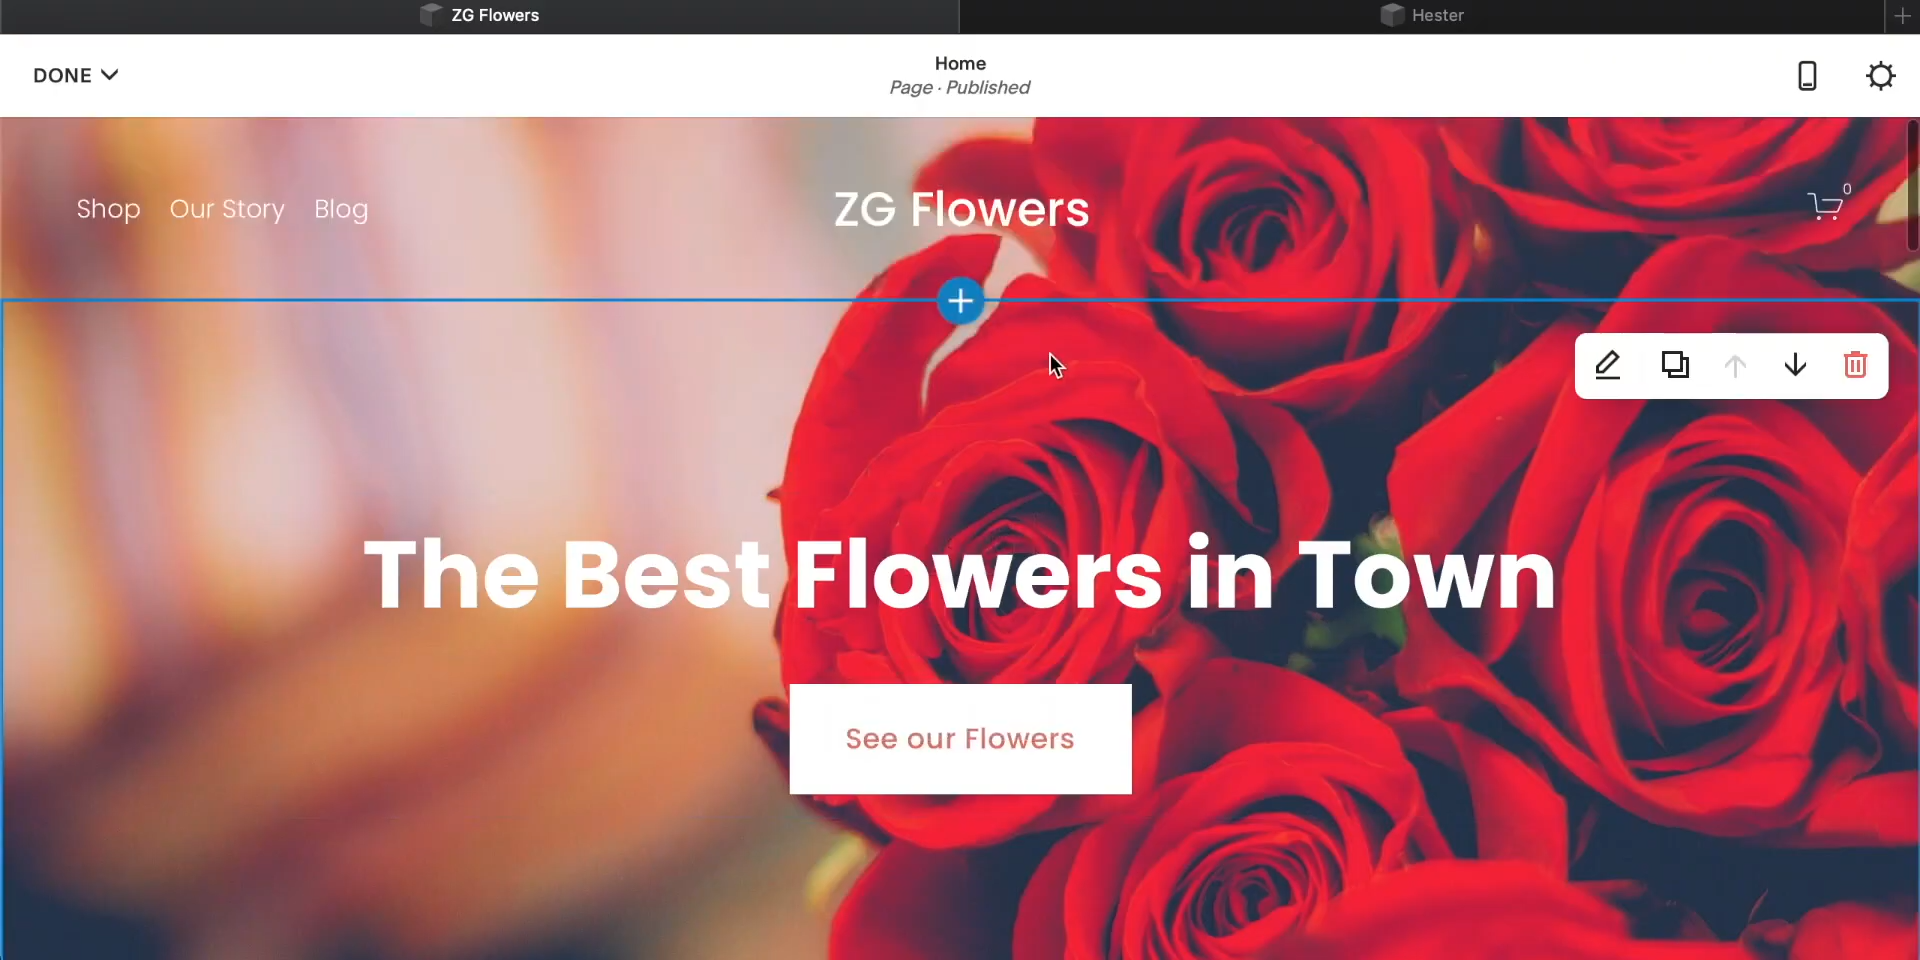 ZG Flowers
Hester
DONE
Home
Page · Published
Shop Our Story Blog
ZG Flowers
0
The Best Flowers in Town
See our Flowers